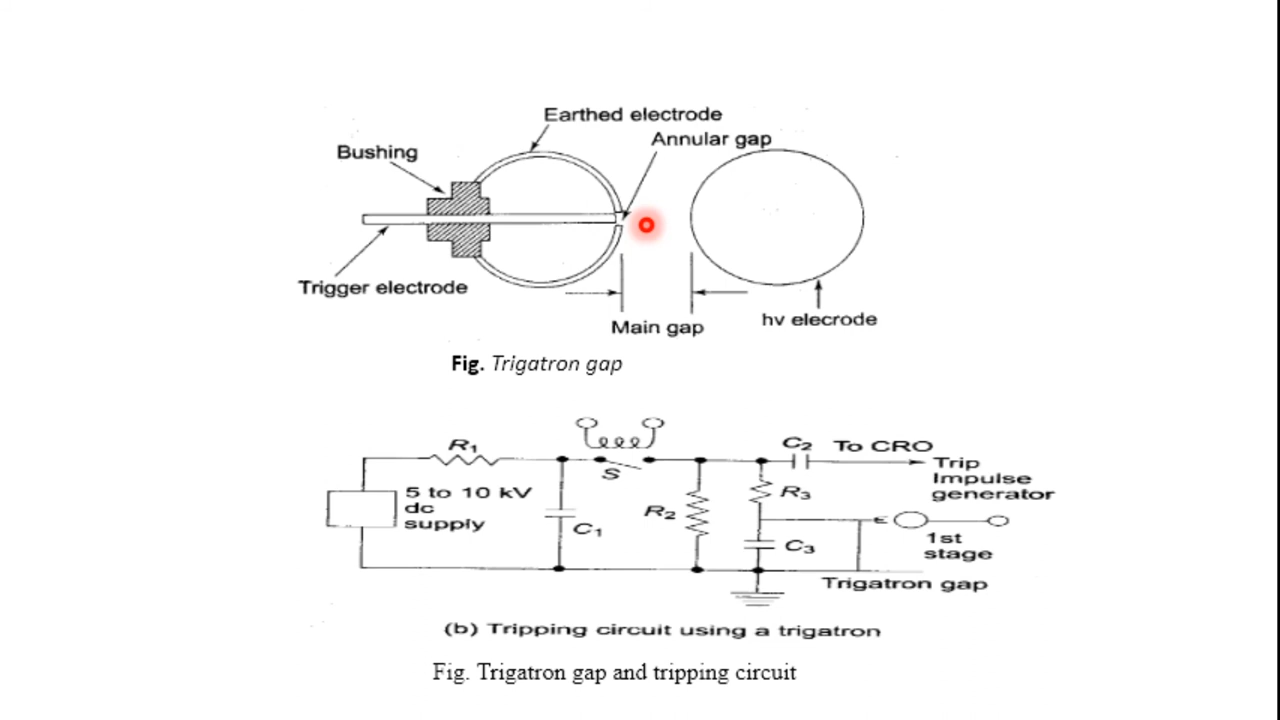 Earthed electrode
Annular gap
Bushing
Trigger electrode
Main gap
hv elecrode
Fig. Trigatron gap
R1
5 to 10 kV
dc
supply
C1
S
R2
C2
To CRO
Trip
Impulse
generator
R3
C3
1st
stage
Trigatron gap
(b) Tripping circuit using a trigatron
Fig. Trigatron gap and tripping circuit